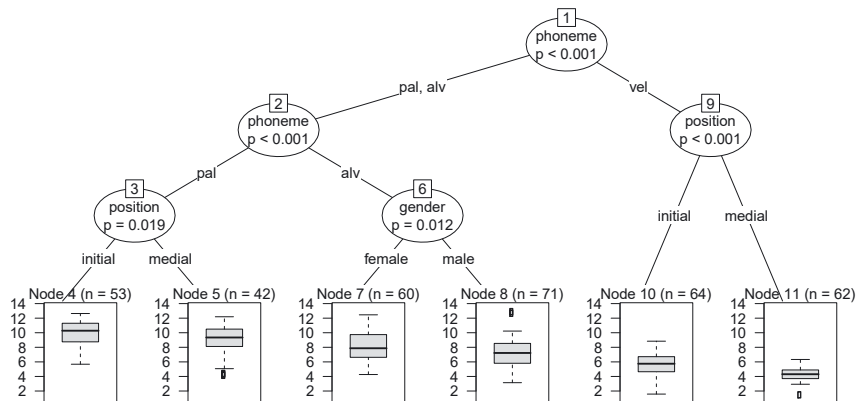 1
phoneme
p < 0.001
pal, alv
vel
2
phoneme
p < 0.001
9
position
p < 0.001
pal
alv
3
position
p = 0.019
6
gender
p = 0.012
initial
medial
initial
medial
female
male
Node 4 (n = 53)
14
12
10
8
6
4
2
Node 5 (n = 42)
14
12
10
8
6
4
2
Node 7 (n = 60)
14
12
10
8
6
4
2
Node 8 (n = 71)
14
12
10
8
6
4
2
Node 10 (n = 64)
14
12
10
8
6
4
2
Node 11 (n = 62)
14
12
10
8
6
4
2